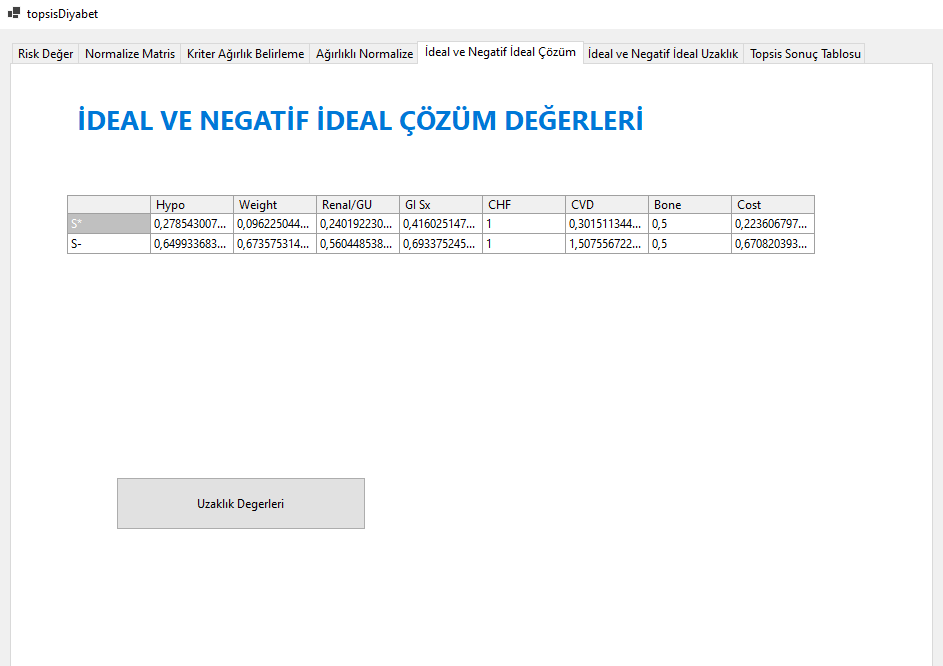 topsisDiyabet
Risk Değer Normalize Matris Kriter Ağırlık Belirleme Ağırlıklı Normalize İdeal ve Negatif İdeal Çözüm İdeal ve Negatif İdeal Uzaklık Topsis Sonuç Tablosu
İDEAL VE NEGATİF İDEAL ÇÖZÜM DEĞERLERİ
Hypo Weight Renal/GU GI Sx CHF CVD Bone Cost
S* 0,278543007... 0,096225044... 0,240192230... 0,416025147... 1 0,301511344... 0,5 0,223606797...
S- 0,649933683... 0,673575314... 0,560448538... 0,693375245... 1 1,507556722... 0,5 0,670820393...
Uzaklık Degerleri